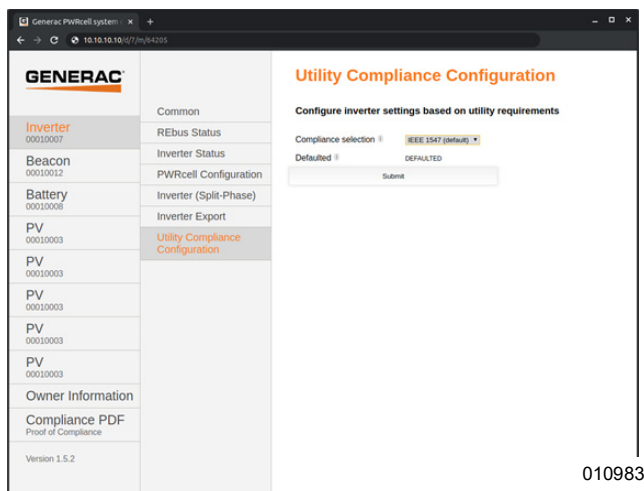 Generac PWRcell system
10.10.10.10/d/7/m/64205
GENERAC
Inverter
00010007
Beacon
00010012
Battery
00010008
PV
00010003
PV
00010003
PV
00010003
PV
00010003
PV
00010003
Owner Information
Compliance PDF
Proof of Compliance
Version 1.5.2
Common
REbus Status
Inverter Status
PWRcell Configuration
Inverter (Split-Phase)
Inverter Export
Utility Compliance
Configuration
Utility Compliance Configuration
Configure inverter settings based on utility requirements
Compliance selection IEEE 1547 (default)
Defaulted DEFAULTED
Submit
010983